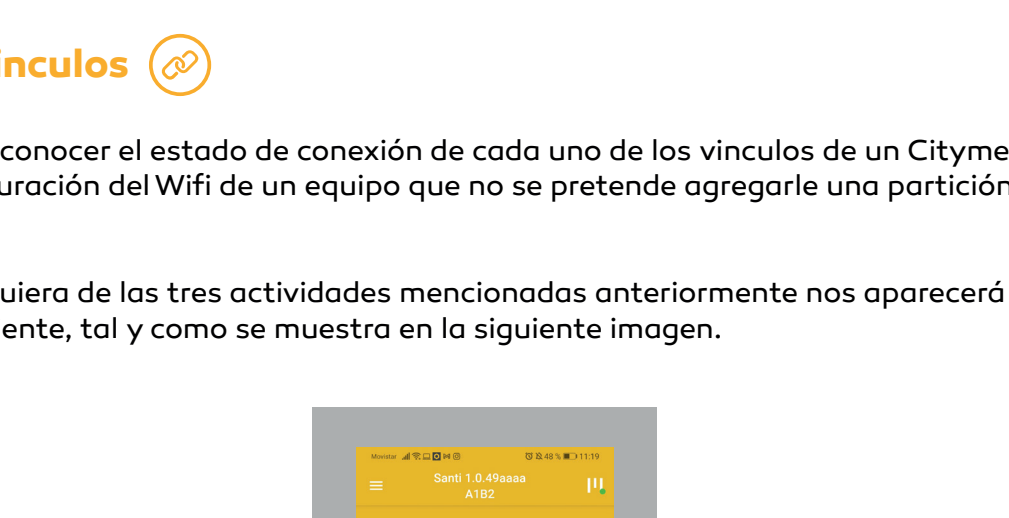 inculos
conocer el estado de conexión de cada uno de los vinculos de un Cityme
uración del Wifi de un equipo que no se pretende agregarle una partición
uiera de las tres actividades mencionadas anteriormente nos aparecerá
ente, tal y como se muestra en la siguiente imagen.
Movistar 48 % 11:19
Santi 1.0.49aaaa
A1B2